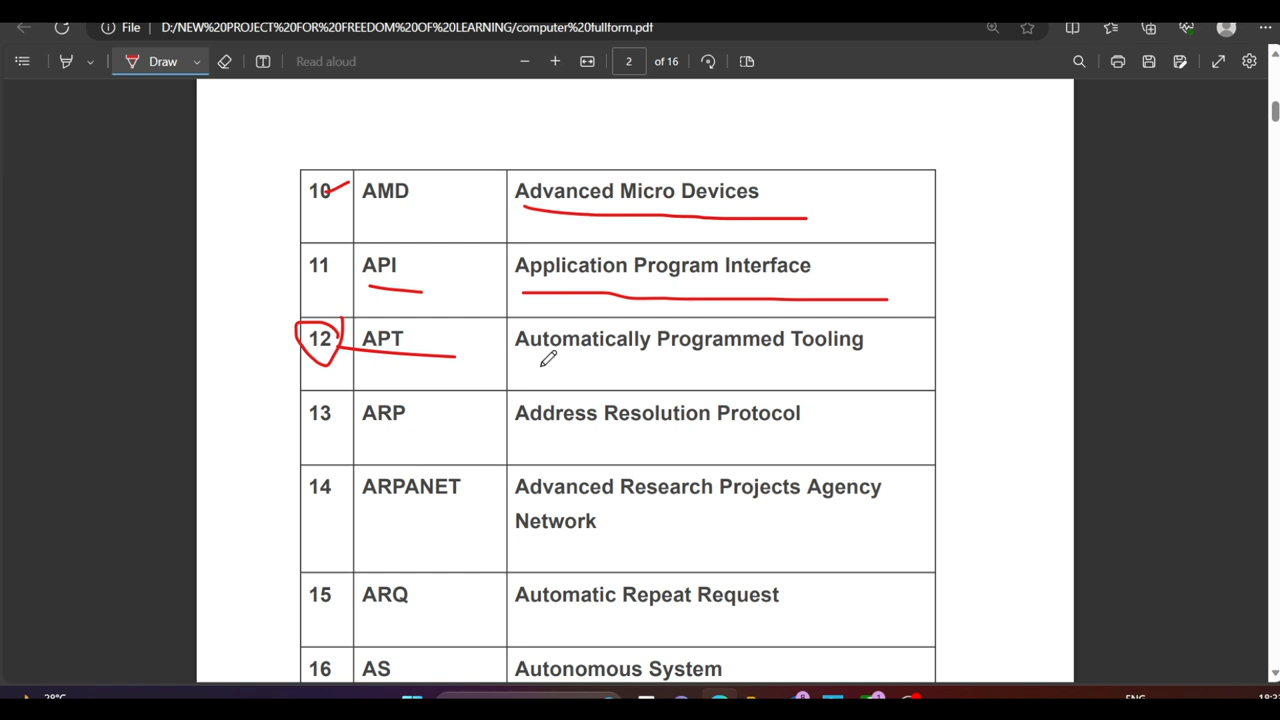 File D:/NEW%20PROJECT%20FOR%20FREEDOM%20OF%20LEARNING/computer%20fullform.pdf
Draw Read aloud 2 of 16
10 AMD Advanced Micro Devices
11 API Application Program Interface
12 APT Automatically Programmed Tooling
13 ARP Address Resolution Protocol
14 ARPANET Advanced Research Projects Agency
Network
15 ARQ Automatic Repeat Request
16 AS Autonomous System